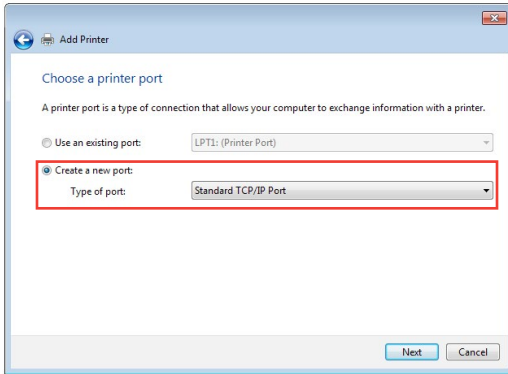 Add Printer
Choose a printer port
A printer port is a type of connection that allows your computer to exchange information with a printer.
Use an existing port: LPT1: (Printer Port)
Create a new port:
Type of port: Standard TCP/IP Port
Next Cancel